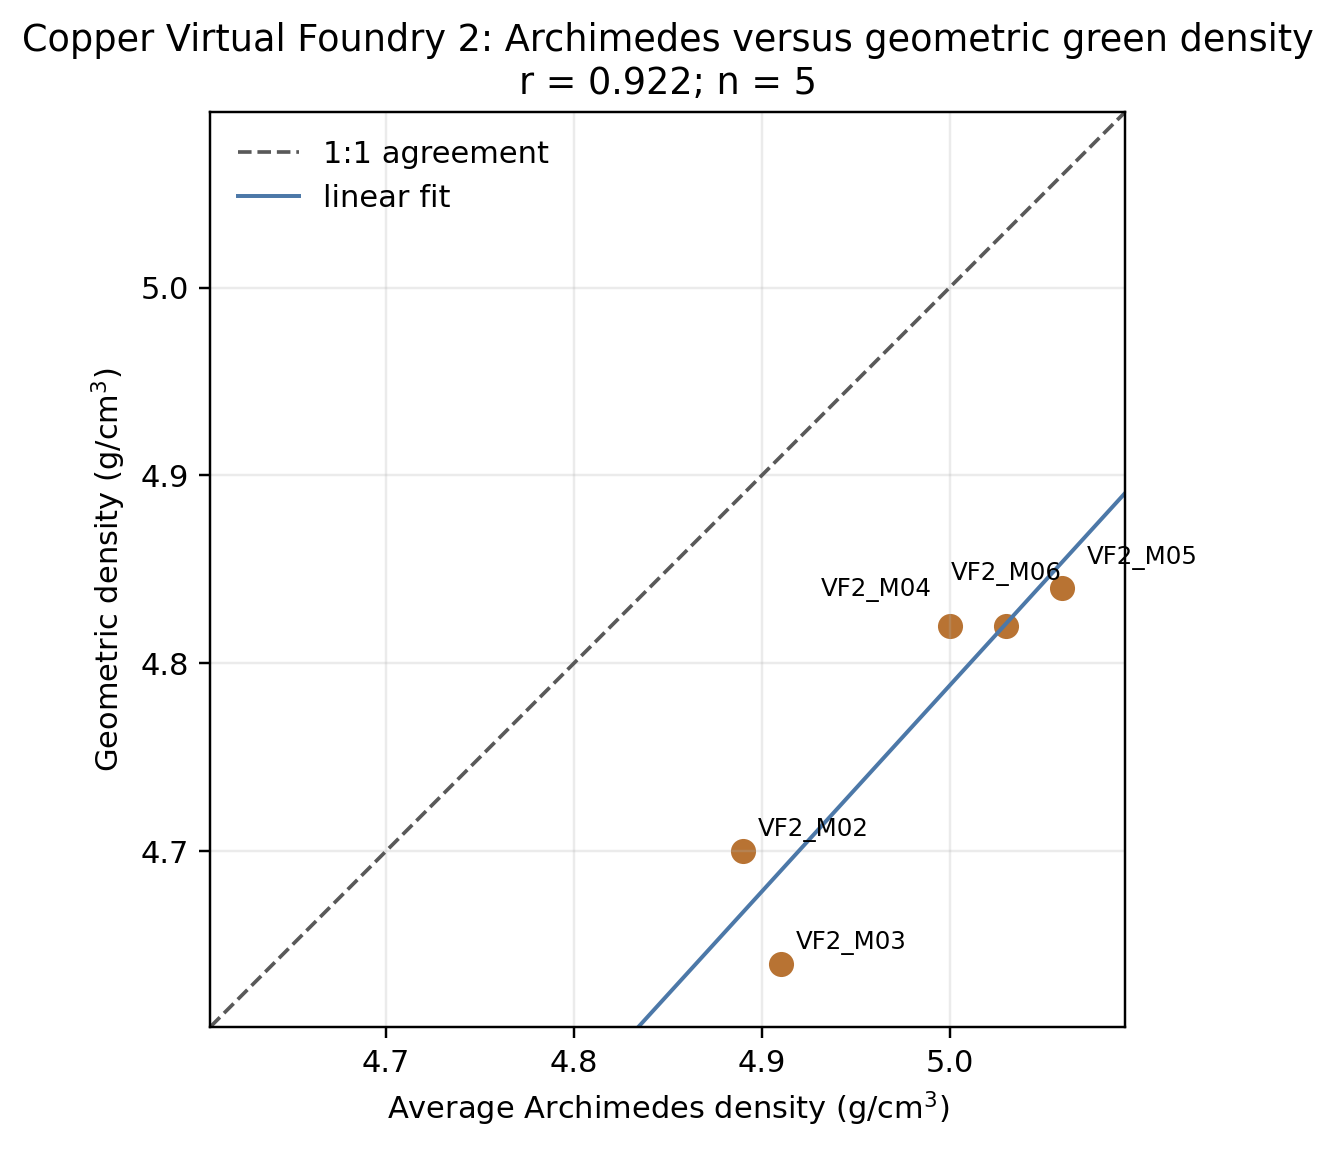 Copper Virtual Foundry 2: Archimedes versus geometric green density
r = 0.922; n = 5
1:1 agreement
linear fit
5.0
4.9
4.8
4.7
Geometric density (g/cm³)
VF2_M05
VF2_M06
VF2_M04
VF2_M02
VF2_M03
4.7 4.8 4.9 5.0
Average Archimedes density (g/cm³)